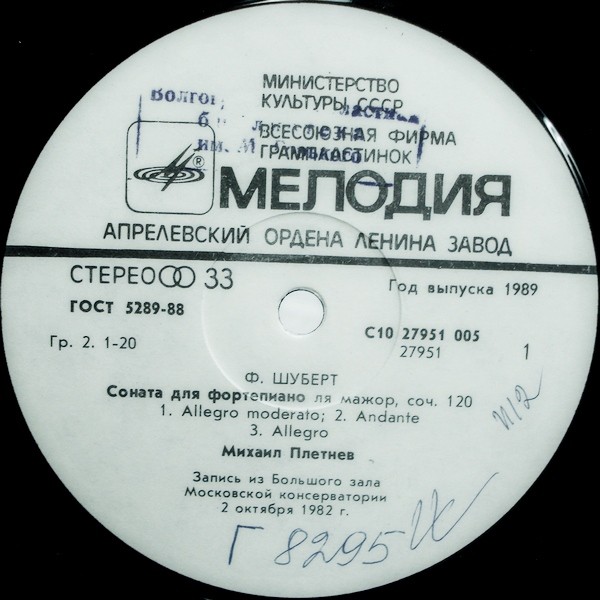 МИНИСТЕРСТВО
КУЛЬТУРЫ СССР
ВСЕСОЮЗНАЯ ФИРМА
ГРАМПЛАСТИНОК
®
МЕЛОДИЯ
АПРЕЛЕВСКИЙ ОРДЕНА ЛЕНИНА ЗАВОД
СТЕРЕО 33
Год выпуска 1989
ГОСТ 5289-88
С10 27951 005
Гр. 2. 1-20
27951
1
Ф. ШУБЕРТ
Соната для фортепиано ля мажор, соч. 120
1. Allegro moderato; 2. Andante
3. Allegro
Михаил Плетнев
Запись из Большого зала
Московской консерватории
2 октября 1982 г.
Г 8295